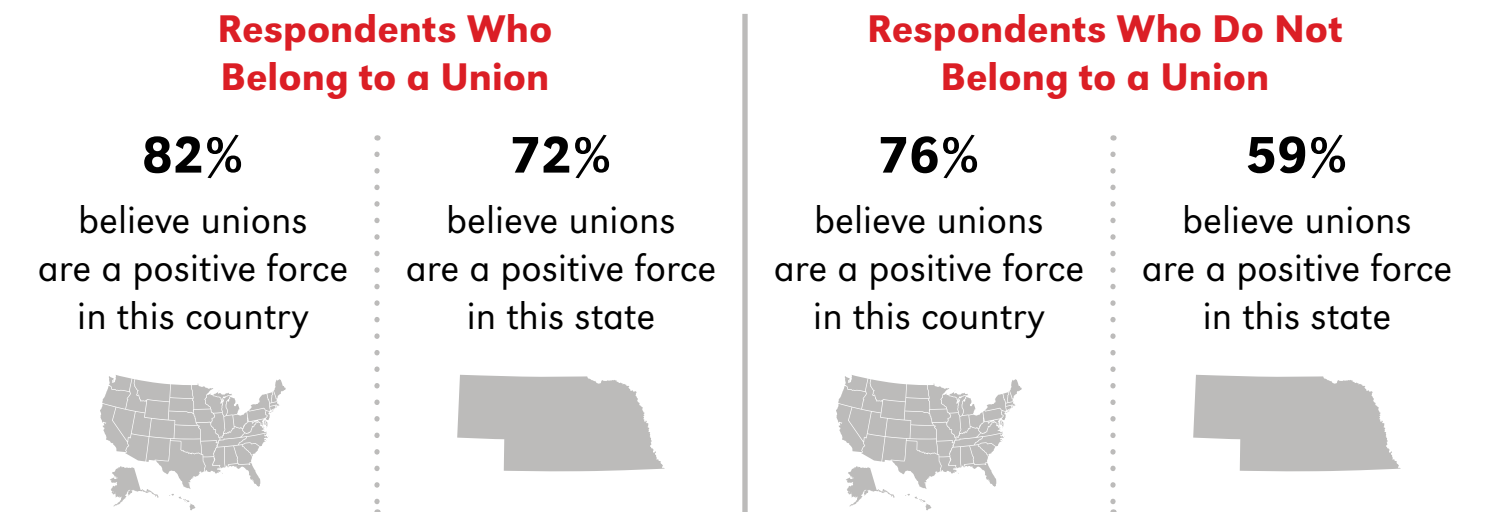 Respondents Who
Belong to a Union
82%
believe unions
are a positive force
in this country
72%
believe unions
are a positive force
in this state
Respondents Who Do Not
Belong to a Union
76%
believe unions
are a positive force
in this country
59%
believe unions
are a positive force
in this state